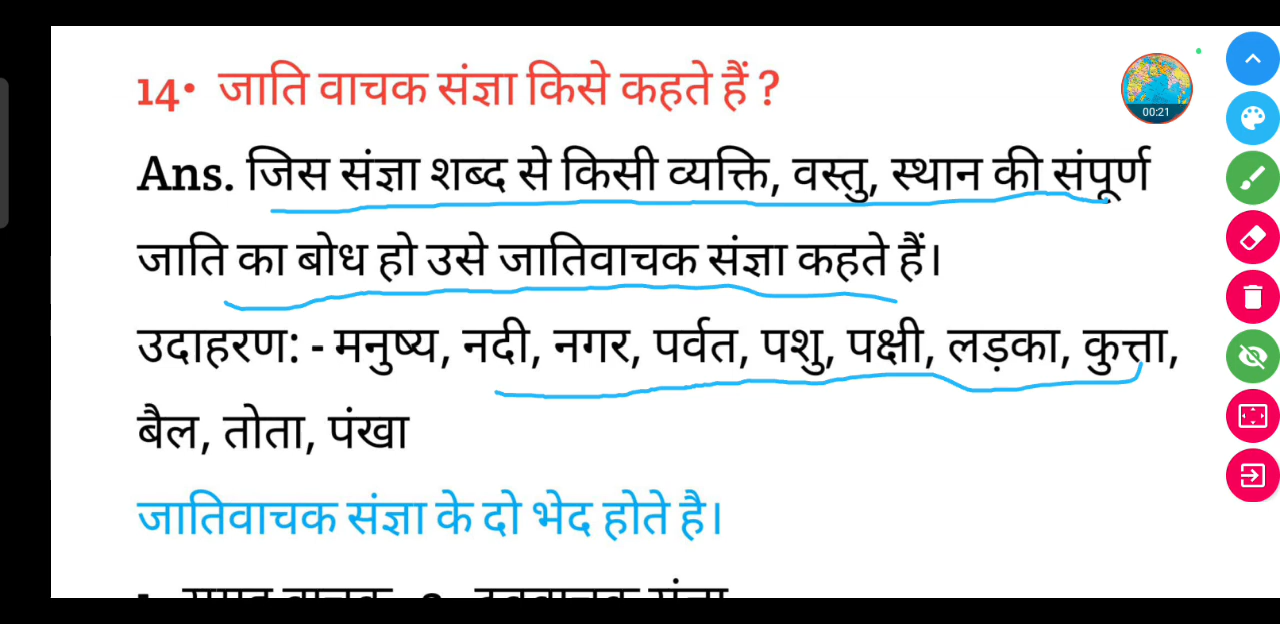 14• जाति वाचक संज्ञा किसे कहते हैं ?
00:21
Ans. जिस संज्ञा शब्द से किसी व्यक्ति, वस्तु, स्थान की संपूर्ण
जाति का बोध हो उसे जातिवाचक संज्ञा कहते हैं।
उदाहरण: - मनुष्य, नदी, नगर, पर्वत, पशु, पक्षी, लड़का, कुत्ता,
बैल, तोता, पंखा
जातिवाचक संज्ञा के दो भेद होते है।